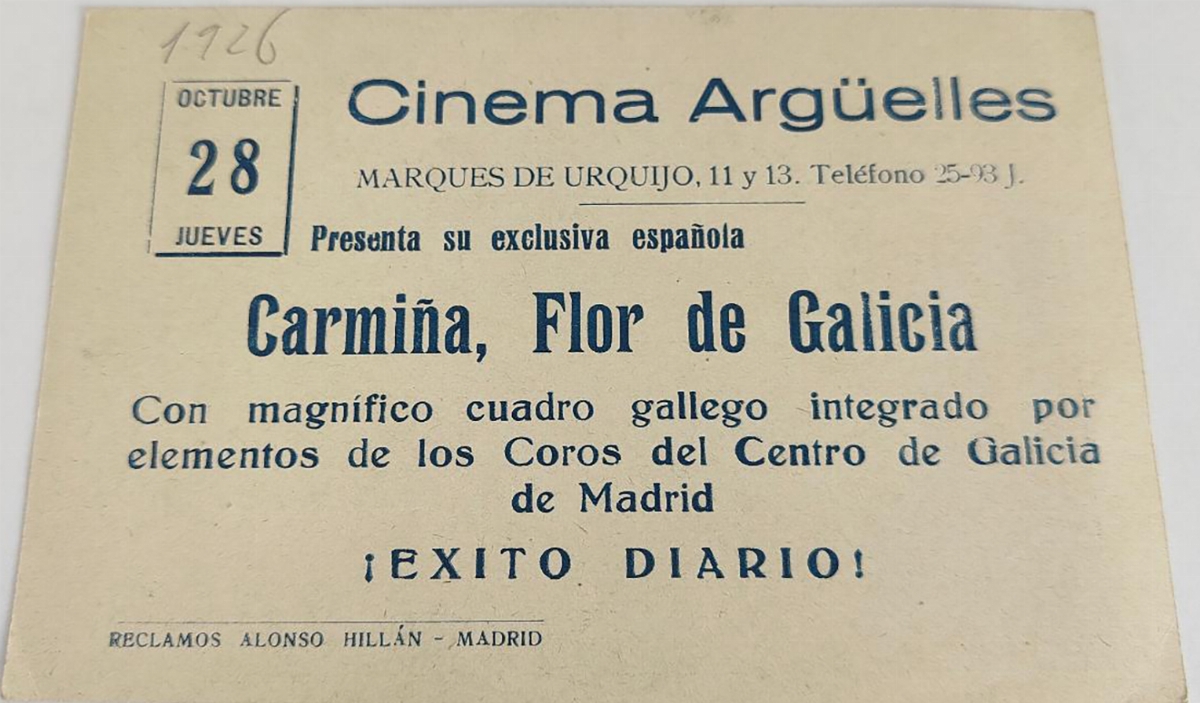 1926
OCTUBRE
28
JUEVES
Cinema Argüelles
MARQUES DE URQUIJO, 11 y 13. Teléfono 25-93 J.
Presenta su exclusiva española
Carmiña, Flor de Galicia
Con magnífico cuadro gallego integrado por
elementos de los Coros del Centro de Galicia
de Madrid
¡EXITO DIARIO!
RECLAMOS ALONSO HILLÁN - MADRID